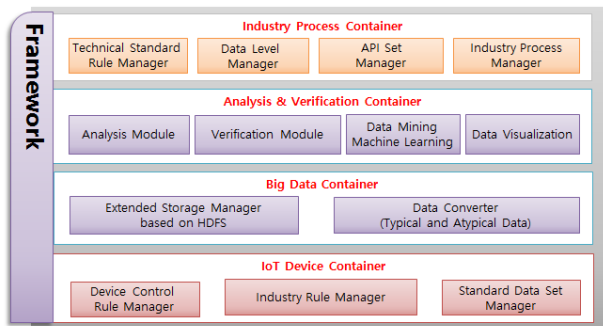 Framework
Industry Process Container
Technical Standard
Rule Manager
Data Level
Manager
API Set
Manager
Industry Process
Manager
Analysis & Verification Container
Analysis Module
Verification Module
Data Mining
Machine Learning
Data Visualization
Big Data Container
Extended Storage Manager
based on HDFS
Data Converter
(Typical and Atypical Data)
IoT Device Container
Device Control
Rule Manager
Industry Rule Manager
Standard Data Set
Manager